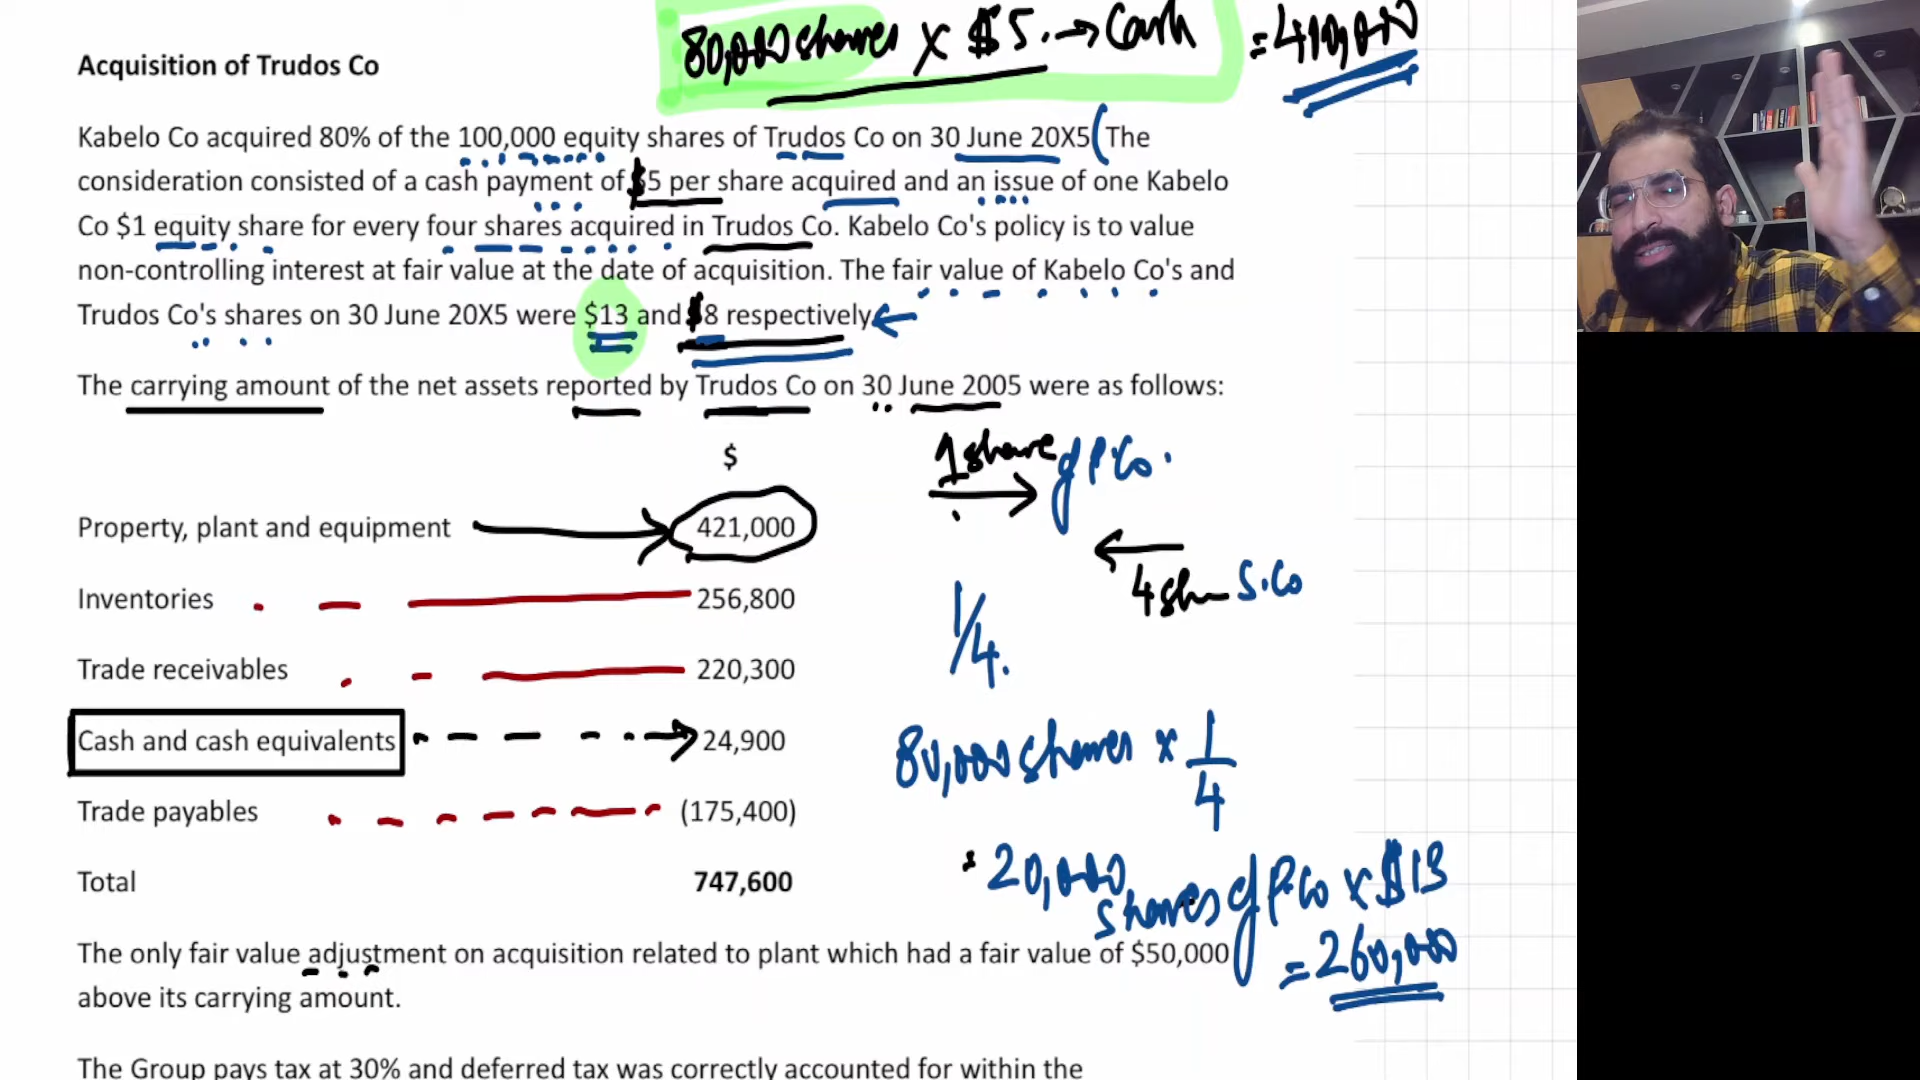 80,000 shares x $5. → Cash = 400,000
Acquisition of Trudos Co
Kabelo Co acquired 80% of the 100,000 equity shares of Trudos Co on 30 June 20X5 (The
consideration consisted of a cash payment of $5 per share acquired and an issue of one Kabelo
Co $1 equity share for every four shares acquired in Trudos Co. Kabelo Co's policy is to value
non-controlling interest at fair value at the date of acquisition. The fair value of Kabelo Co's and
Trudos Co's shares on 30 June 20X5 were $13 and $8 respectively
The carrying amount of the net assets reported by Trudos Co on 30 June 2005 were as follows:
$
1 share of P.Co.
Property, plant and equipment 421,000
4 sh S.Co
Inventories 256,800
1/4.
Trade receivables 220,300
Cash and cash equivalents 24,900
80,000 shares x 1/4
Trade payables (175,400)
Total 747,600
= 20,000 shares of P.Co x $13
= 260,000
The only fair value adjustment on acquisition related to plant which had a fair value of $50,000
above its carrying amount.
The Group pays tax at 30% and deferred tax was correctly accounted for within the